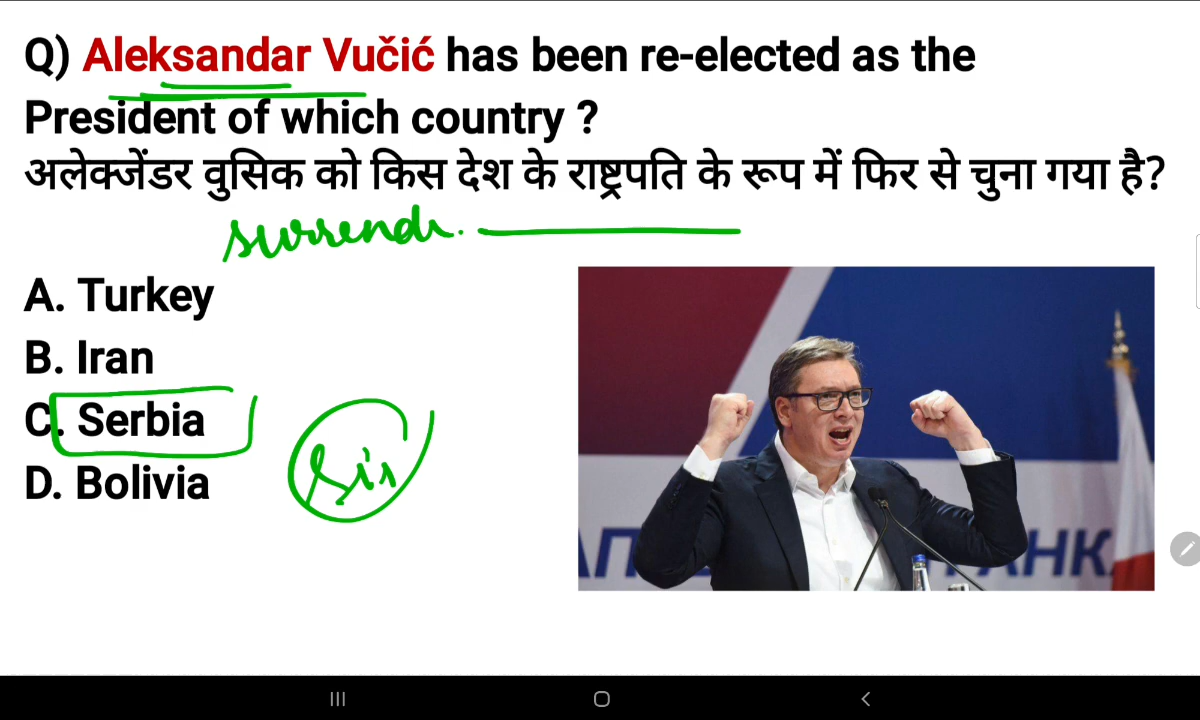 Q) Aleksandar Vučić has been re-elected as the
President of which country ?
अलेक्जेंडर वुसिक को किस देश के राष्ट्रपति के रूप में फिर से चुना गया है?
A. Turkey
B. Iran
C. Serbia
D. Bolivia
АНК